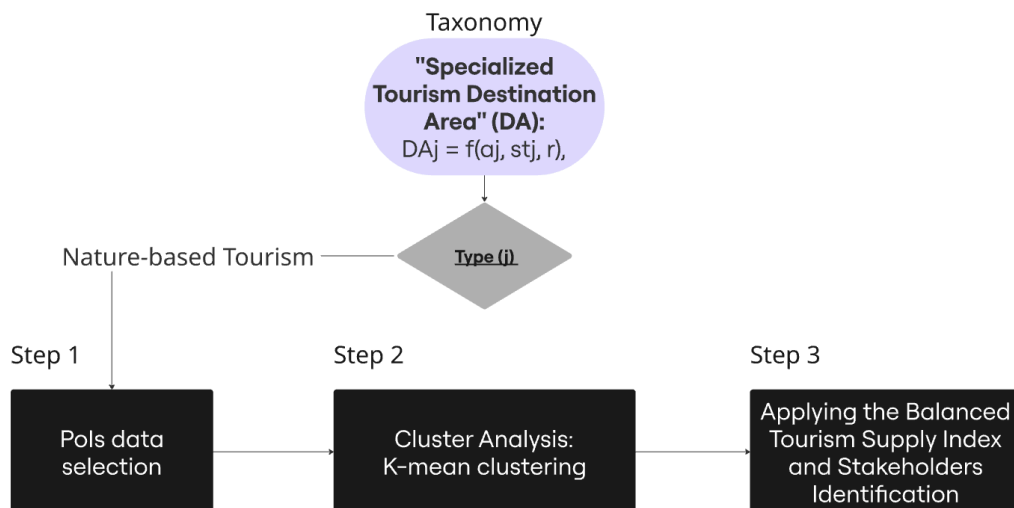 Taxonomy
"Specialized
Tourism Destination
Area" (DA):
DAj = f(aj, stj, r),
Type (j)
Nature-based Tourism
Step 1
Step 2
Step 3
PoIs data
selection
Cluster Analysis:
K-mean clustering
Applying the Balanced
Tourism Supply Index
and Stakeholders
Identification